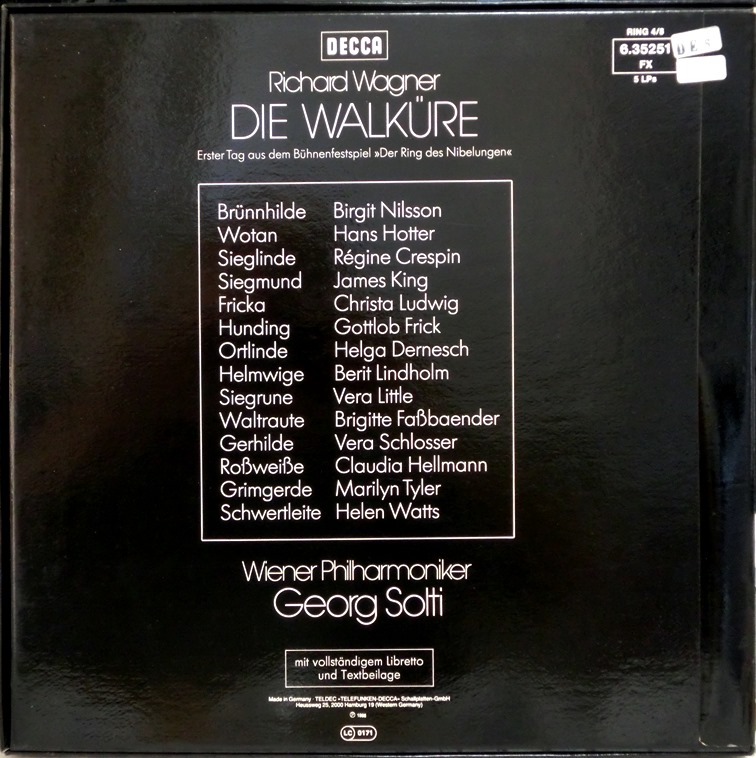 DECCA
RING 4/8
6.35251
FX
5 LPs
Richard Wagner
DIE WALKÜRE
Erster Tag aus dem Bühnenfestspiel »Der Ring des Nibelungen«
Brünnhilde Birgit Nilsson
Wotan Hans Hotter
Sieglinde Régine Crespin
Siegmund James King
Fricka Christa Ludwig
Hunding Gottlob Frick
Ortlinde Helga Dernesch
Helmwige Berit Lindholm
Siegrune Vera Little
Waltraute Brigitte Faßbaender
Gerhilde Vera Schlosser
Roßweiße Claudia Hellmann
Grimgerde Marilyn Tyler
Schwertleite Helen Watts
Wiener Philharmoniker
Georg Solti
mit vollständigem Libretto
und Textbeilage
Made in Germany · TELDEC »TELEFUNKEN-DECCA« Schallplatten-GmbH
Heussweg 25, 2000 Hamburg 19 (Western Germany)
LC 0171